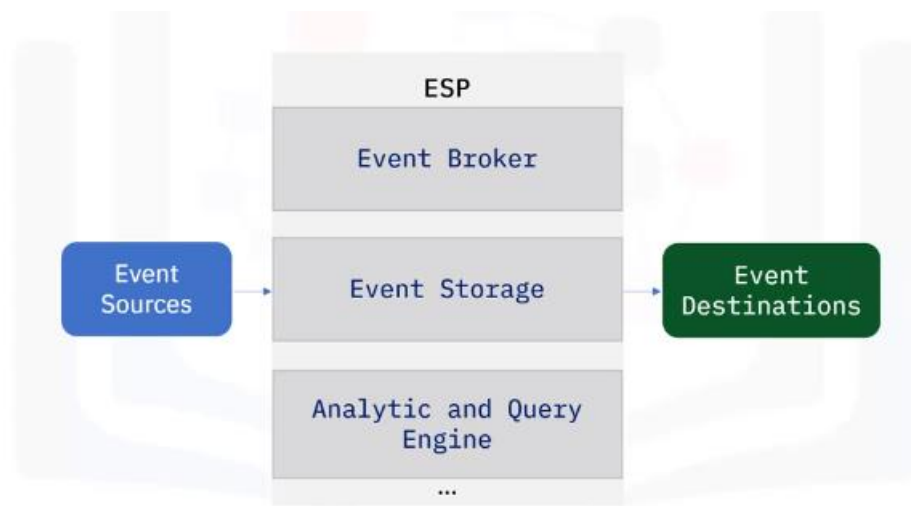 ESP
Event Broker
Event
Sources
Event Storage
Event
Destinations
Analytic and Query
Engine
...